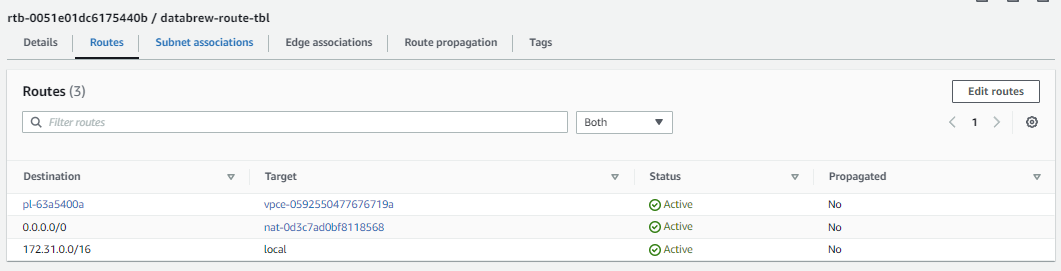 rtb-0051e01dc6175440b / databrew-route-tbl
Details Routes Subnet associations Edge associations Route propagation Tags
Routes (3) Edit routes
Filter routes Both 1
Destination Target Status Propagated
pl-63a5400a vpce-0592550477676719a Active No
0.0.0.0/0 nat-0d3c7ad0bf8118568 Active No
172.31.0.0/16 local Active No